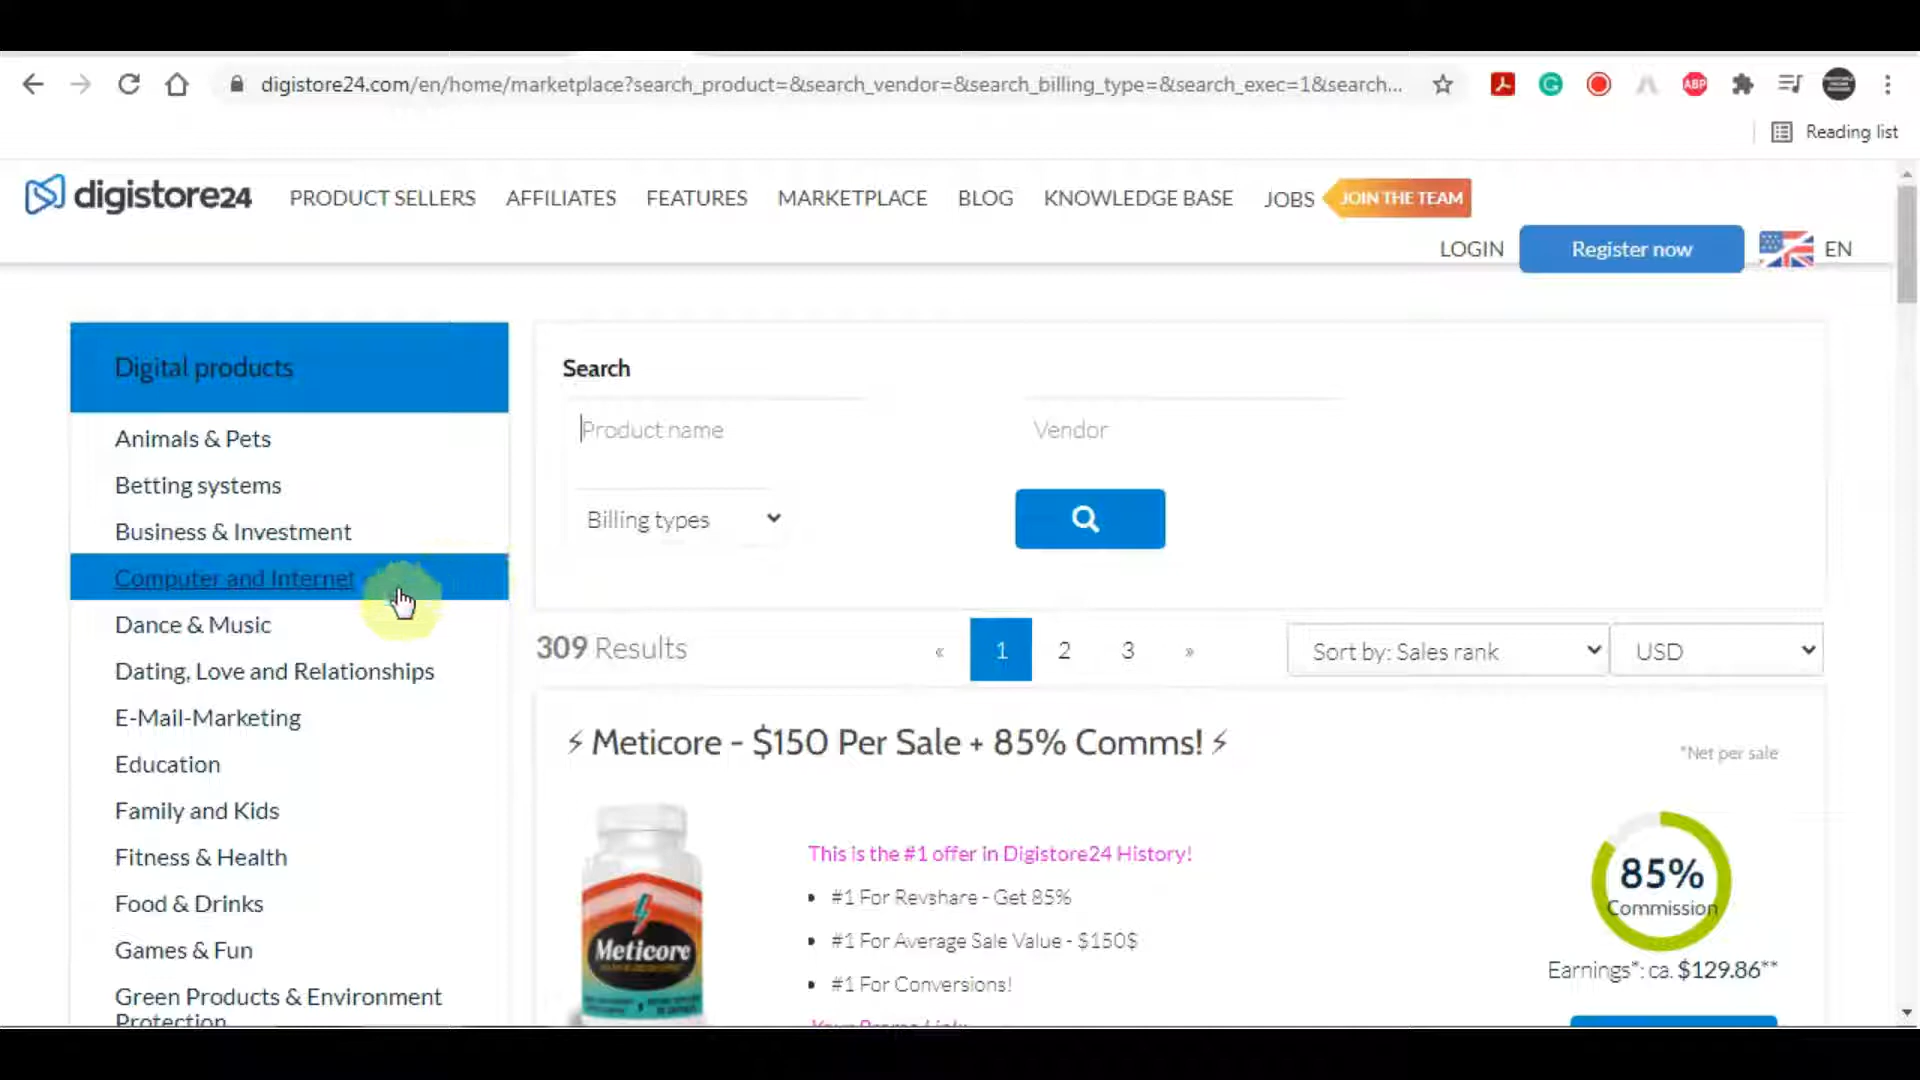 digistore24.com/en/home/marketplace?search_product=&search_vendor=&search_billing_type=&search_exec=1&search...
ABP
Reading list
digistore24
PRODUCT SELLERS
AFFILIATES
FEATURES
MARKETPLACE
BLOG
KNOWLEDGE BASE
JOBS
JOIN THE TEAM
LOGIN
Register now
EN
Digital products
Animals & Pets
Betting systems
Business & Investment
Computer and Internet
Dance & Music
Dating, Love and Relationships
E-Mail-Marketing
Education
Family and Kids
Fitness & Health
Food & Drinks
Games & Fun
Green Products & Environment
Protection
Search
Product name
Vendor
Billing types
309 Results
« 1 2 3 »
Sort by: Sales rank
USD
⚡ Meticore - $150 Per Sale + 85% Comms! ⚡
*Net per sale
Meticore
This is the #1 offer in Digistore24 History!
• #1 For Revshare - Get 85%
• #1 For Average Sale Value - $150$
• #1 For Conversions!
Your Promo Link:
85%
Commission
Earnings*: ca. $129.86**